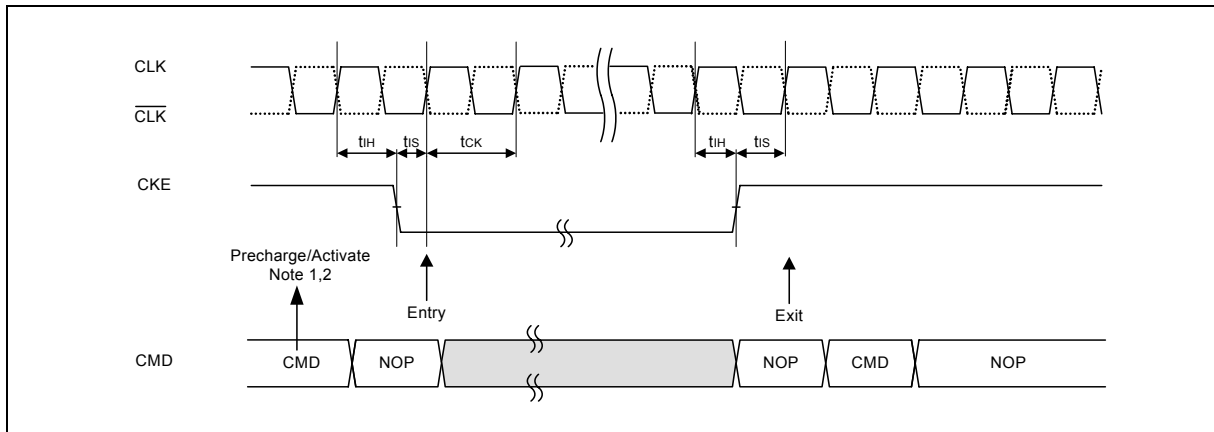 CLK
CLK
tIH tIS tCK tIH tIS
CKE
Precharge/Activate
Note 1,2
Entry
Exit
CMD CMD NOP NOP CMD NOP